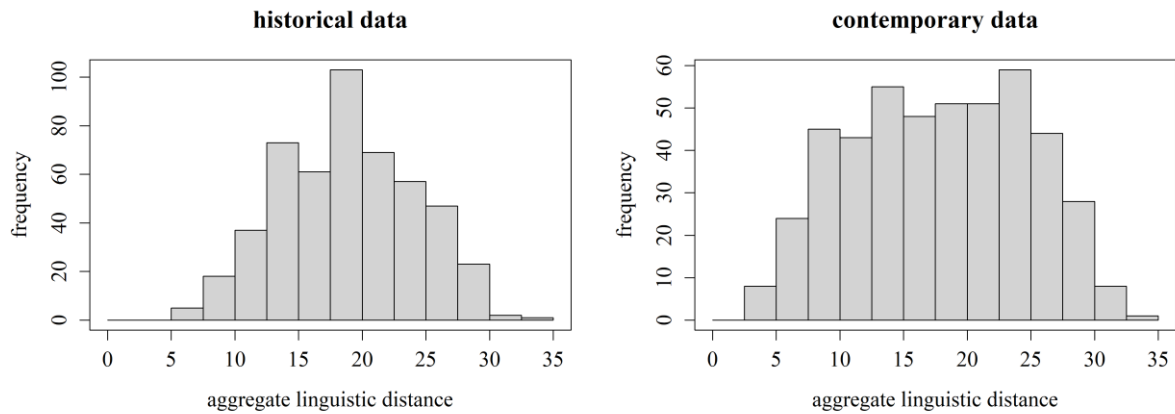 historical data
frequency
0 20 40 60 80 100
0 5 10 15 20 25 30 35
aggregate linguistic distance
contemporary data
frequency
0 10 20 30 40 50 60
0 5 10 15 20 25 30 35
aggregate linguistic distance